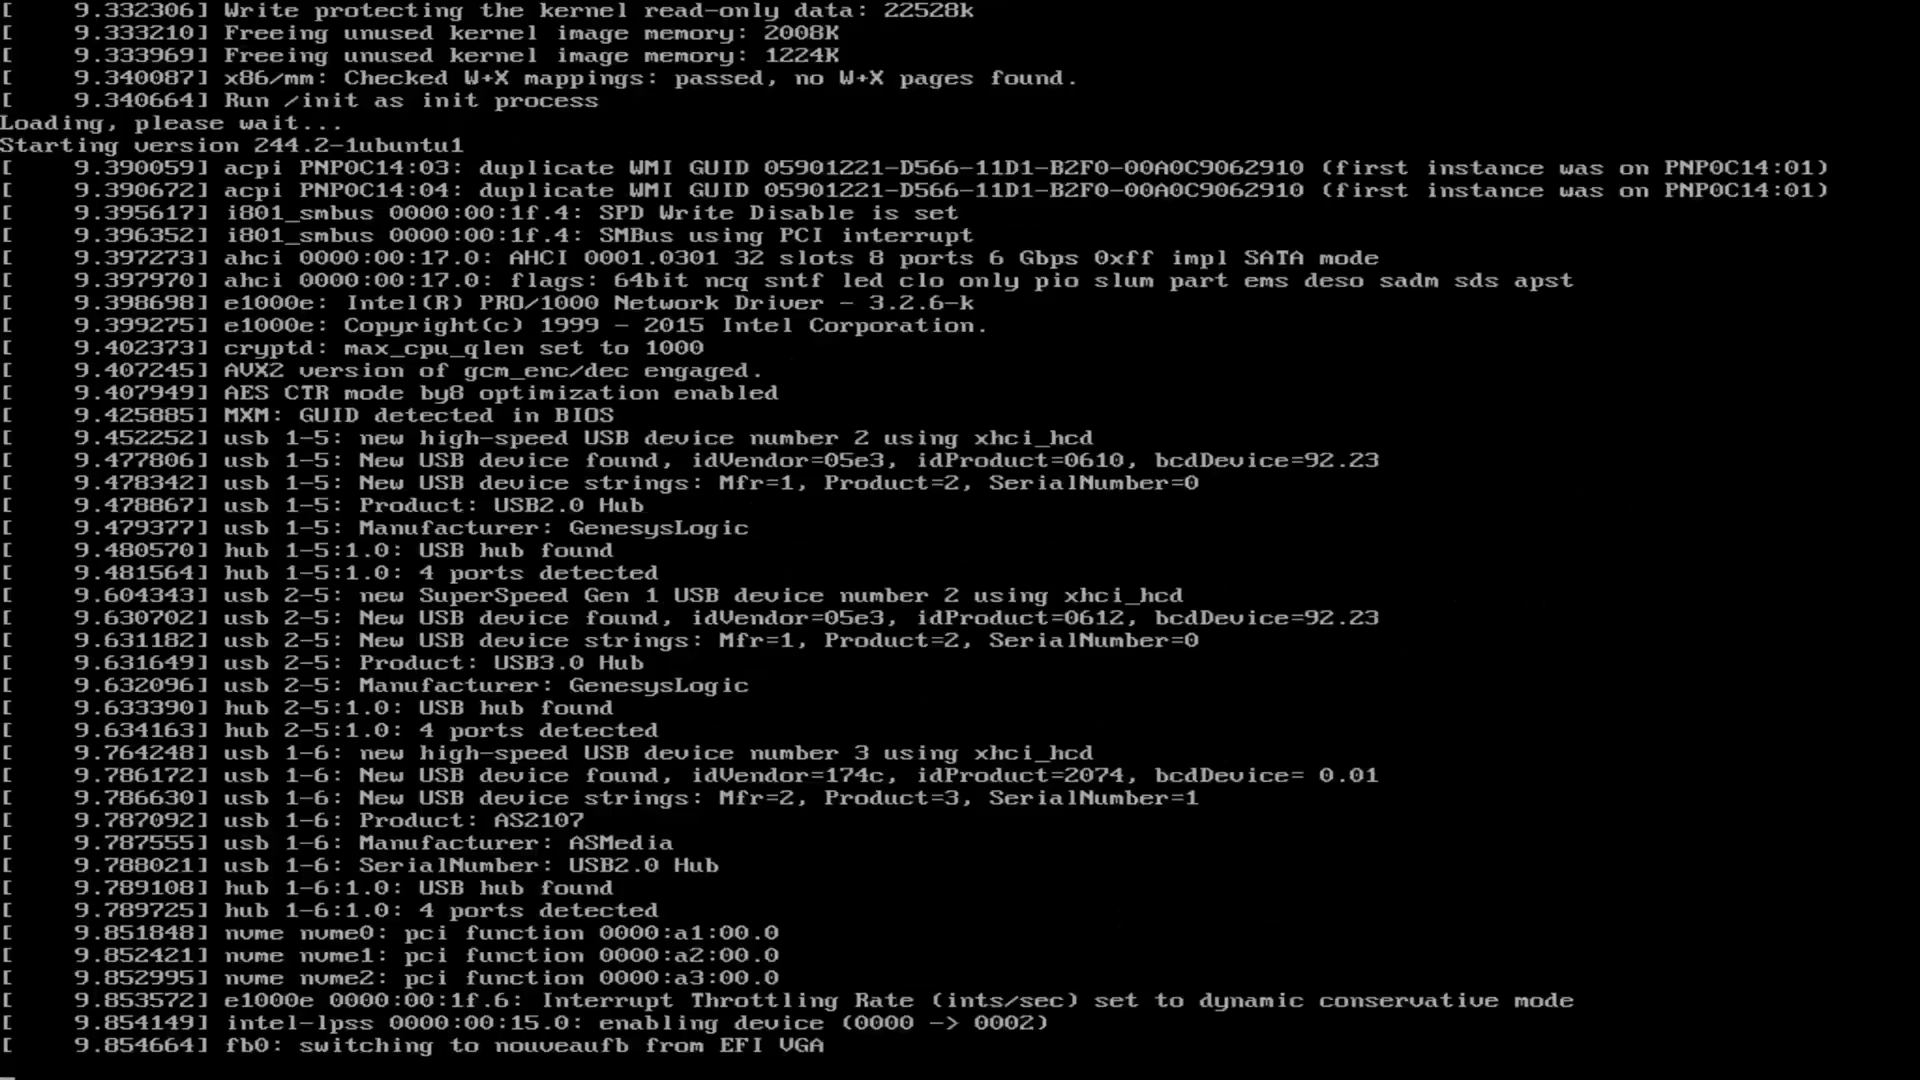 [    9.332306] Write protecting the kernel read-only data: 22528k
[    9.333210] Freeing unused kernel image memory: 2008K
[    9.333969] Freeing unused kernel image memory: 1224K
[    9.340087] x86/mm: Checked W+X mappings: passed, no W+X pages found.
[    9.340664] Run /init as init process
Loading, please wait...
Starting version 244.2-1ubuntu1
[    9.390059] acpi PNP0C14:03: duplicate WMI GUID 05901221-D566-11D1-B2F0-00A0C9062910 (first instance was on PNP0C14:01)
[    9.390672] acpi PNP0C14:04: duplicate WMI GUID 05901221-D566-11D1-B2F0-00A0C9062910 (first instance was on PNP0C14:01)
[    9.395617] i801_smbus 0000:00:1f.4: SPD Write Disable is set
[    9.396352] i801_smbus 0000:00:1f.4: SMBus using PCI interrupt
[    9.397273] ahci 0000:00:17.0: AHCI 0001.0301 32 slots 8 ports 6 Gbps 0xff impl SATA mode
[    9.397970] ahci 0000:00:17.0: flags: 64bit ncq sntf led clo only pio slum part ems deso sadm sds apst
[    9.398698] e1000e: Intel(R) PRO/1000 Network Driver - 3.2.6-k
[    9.399275] e1000e: Copyright(c) 1999 - 2015 Intel Corporation.
[    9.402373] cryptd: max_cpu_qlen set to 1000
[    9.407245] AVX2 version of gcm_enc/dec engaged.
[    9.407949] AES CTR mode by8 optimization enabled
[    9.425885] MXM: GUID detected in BIOS
[    9.452252] usb 1-5: new high-speed USB device number 2 using xhci_hcd
[    9.477806] usb 1-5: New USB device found, idVendor=05e3, idProduct=0610, bcdDevice=92.23
[    9.478342] usb 1-5: New USB device strings: Mfr=1, Product=2, SerialNumber=0
[    9.478867] usb 1-5: Product: USB2.0 Hub
[    9.479377] usb 1-5: Manufacturer: GenesysLogic
[    9.480570] hub 1-5:1.0: USB hub found
[    9.481564] hub 1-5:1.0: 4 ports detected
[    9.604343] usb 2-5: new SuperSpeed Gen 1 USB device number 2 using xhci_hcd
[    9.630702] usb 2-5: New USB device found, idVendor=05e3, idProduct=0612, bcdDevice=92.23
[    9.631182] usb 2-5: New USB device strings: Mfr=1, Product=2, SerialNumber=0
[    9.631649] usb 2-5: Product: USB3.0 Hub
[    9.632096] usb 2-5: Manufacturer: GenesysLogic
[    9.633390] hub 2-5:1.0: USB hub found
[    9.634163] hub 2-5:1.0: 4 ports detected
[    9.764248] usb 1-6: new high-speed USB device number 3 using xhci_hcd
[    9.786172] usb 1-6: New USB device found, idVendor=174c, idProduct=2074, bcdDevice= 0.01
[    9.786630] usb 1-6: New USB device strings: Mfr=2, Product=3, SerialNumber=1
[    9.787092] usb 1-6: Product: AS2107
[    9.787555] usb 1-6: Manufacturer: ASMedia
[    9.788021] usb 1-6: SerialNumber: USB2.0 Hub
[    9.789108] hub 1-6:1.0: USB hub found
[    9.789725] hub 1-6:1.0: 4 ports detected
[    9.851848] nvme nvme0: pci function 0000:a1:00.0
[    9.852421] nvme nvme1: pci function 0000:a2:00.0
[    9.852995] nvme nvme2: pci function 0000:a3:00.0
[    9.853572] e1000e 0000:00:1f.6: Interrupt Throttling Rate (ints/sec) set to dynamic conservative mode
[    9.854149] intel-lpss 0000:00:15.0: enabling device (0000 -> 0002)
[    9.854664] fb0: switching to nouveaufb from EFI VGA